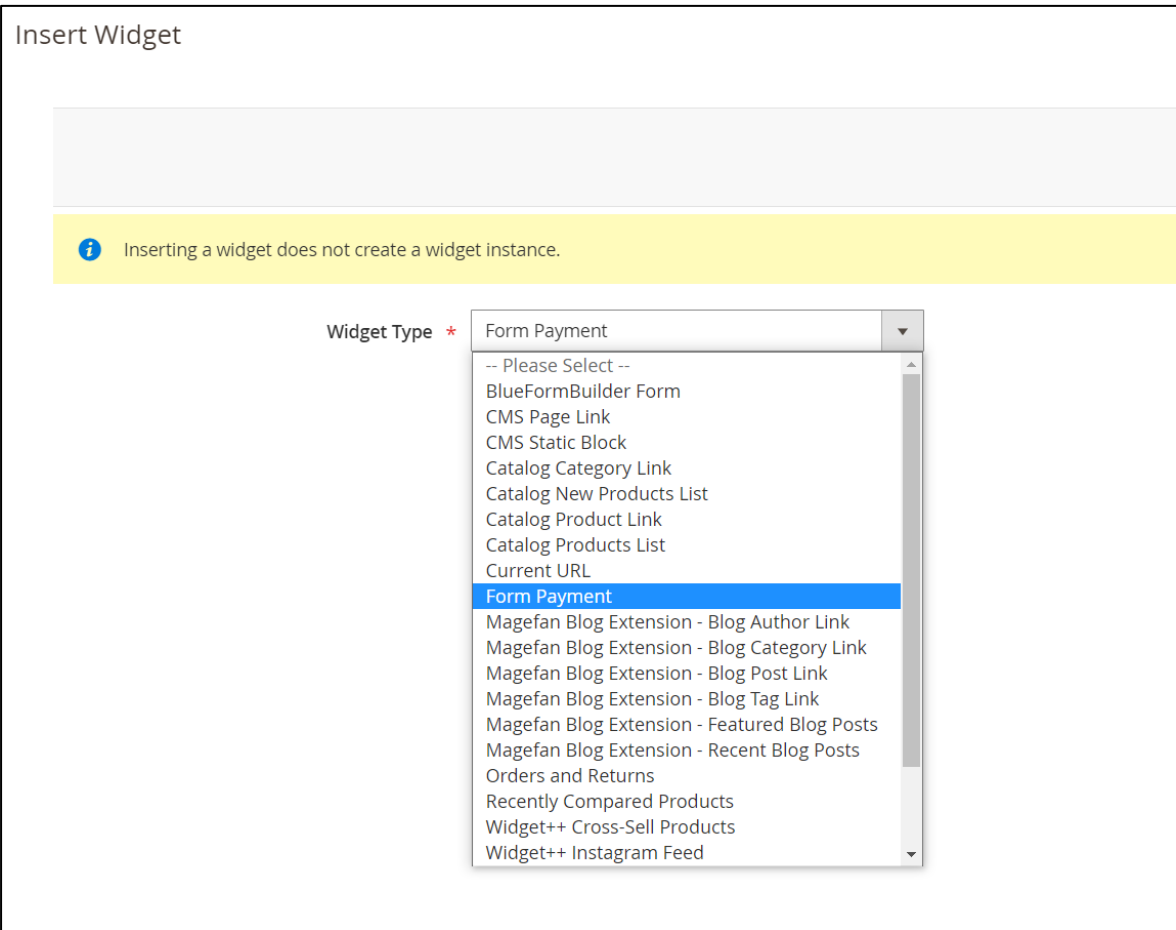 Insert Widget
Inserting a widget does not create a widget instance.
Widget Type * Form Payment
-- Please Select --
BlueFormBuilder Form
CMS Page Link
CMS Static Block
Catalog Category Link
Catalog New Products List
Catalog Product Link
Catalog Products List
Current URL
Form Payment
Magefan Blog Extension - Blog Author Link
Magefan Blog Extension - Blog Category Link
Magefan Blog Extension - Blog Post Link
Magefan Blog Extension - Blog Tag Link
Magefan Blog Extension - Featured Blog Posts
Magefan Blog Extension - Recent Blog Posts
Orders and Returns
Recently Compared Products
Widget++ Cross-Sell Products
Widget++ Instagram Feed